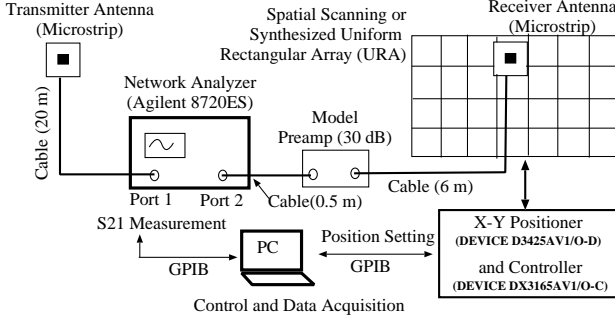 Transmitter Antenna
(Microstrip)
Spatial Scanning or
Synthesized Uniform
Rectangular Array (URA)
Receiver Antenna
(Microstrip)
Network Analyzer
(Agilent 8720ES)
Model
Preamp (30 dB)
Cable (20 m)
Port 1
Port 2
Cable(0.5 m)
Cable (6 m)
S21 Measurement
GPIB
PC
Position Setting
GPIB
X-Y Positioner
(DEVICE D3425AV1/O-D)
and Controller
(DEVICE DX3165AV1/O-C)
Control and Data Acquisition